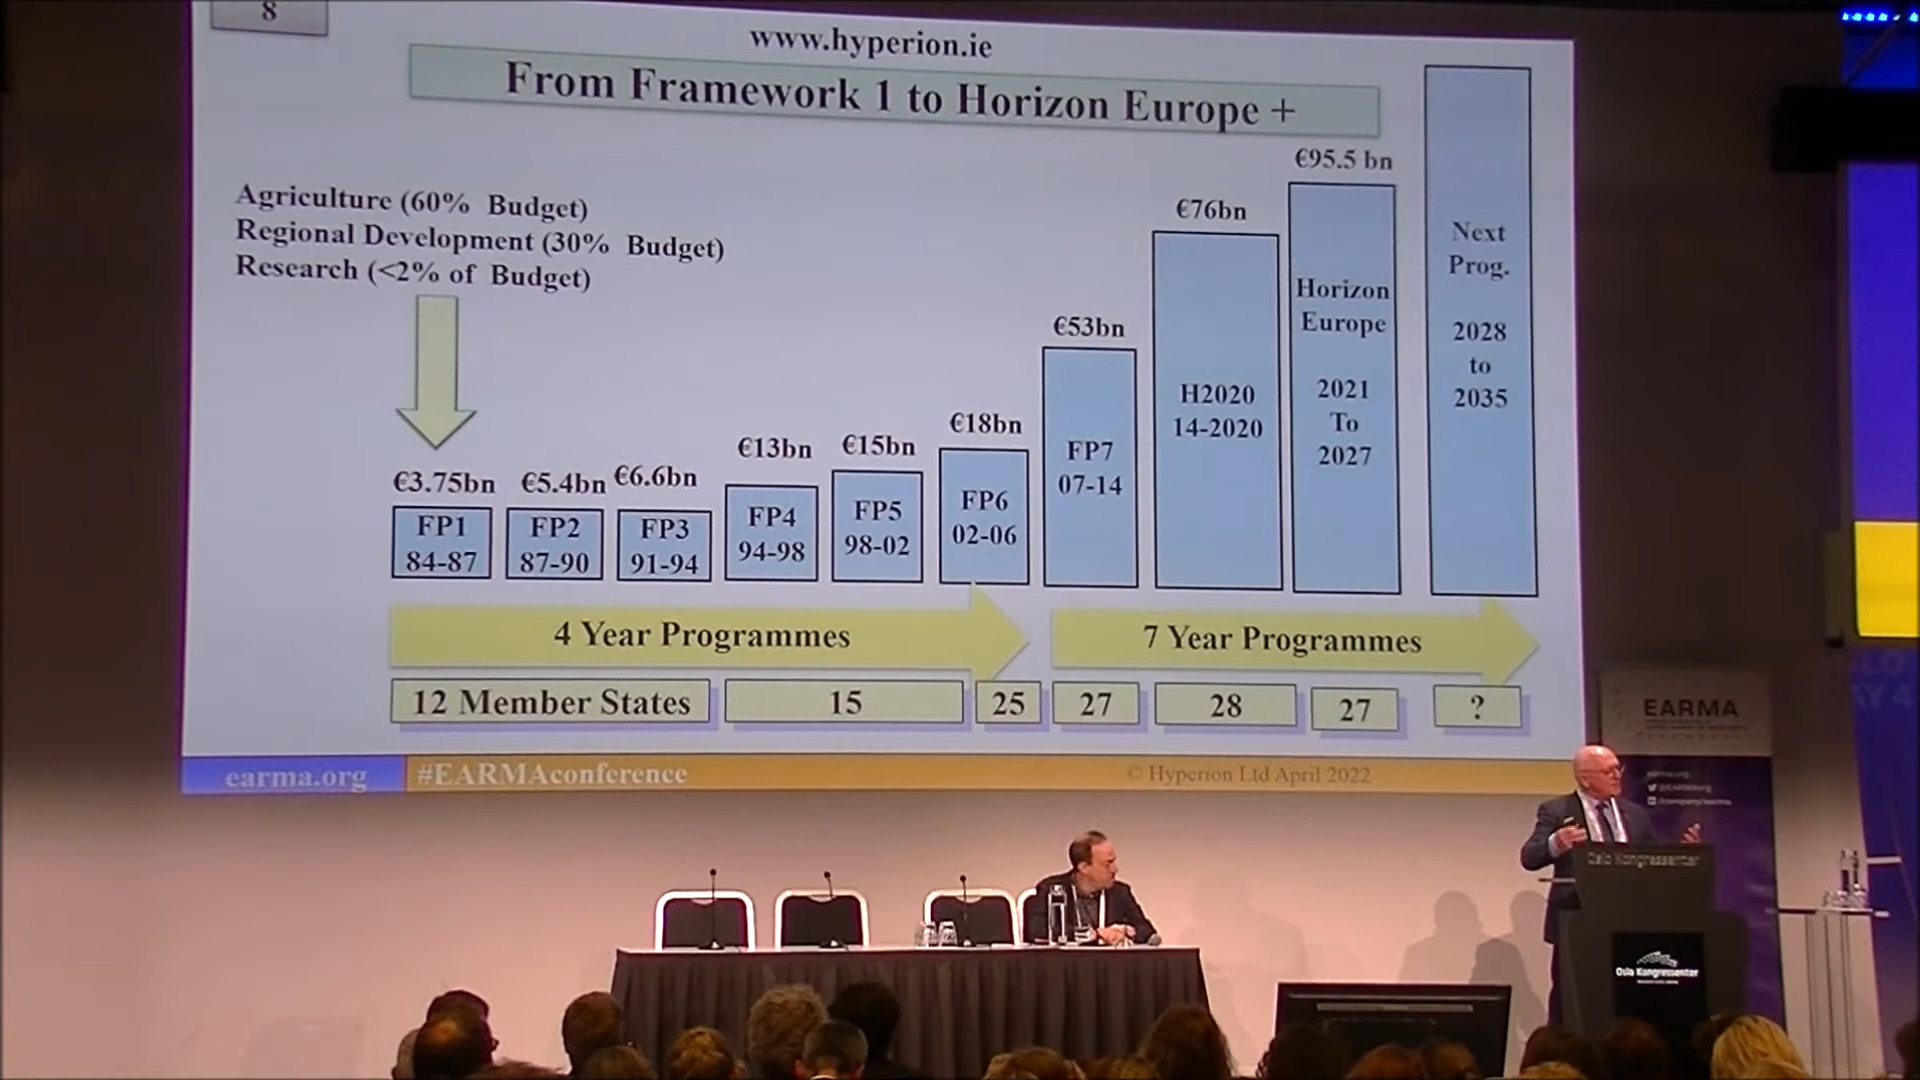 8
www.hyperion.ie
From Framework 1 to Horizon Europe +
Agriculture (60% Budget)
Regional Development (30% Budget)
Research (<2% of Budget)
€3.75bn
FP1
84-87
€5.4bn
FP2
87-90
€6.6bn
FP3
91-94
€13bn
FP4
94-98
€15bn
FP5
98-02
€18bn
FP6
02-06
€53bn
FP7
07-14
€76bn
H2020
14-2020
€95.5 bn
Horizon
Europe
2021
To
2027
Next
Prog.
2028
to
2035
4 Year Programmes
7 Year Programmes
12 Member States
15
25
27
28
27
?
earma.org
#EARMAconference
© Hyperion Ltd April 2022
EARMA
Oslo Kongressenter
Oslo Kongressenter